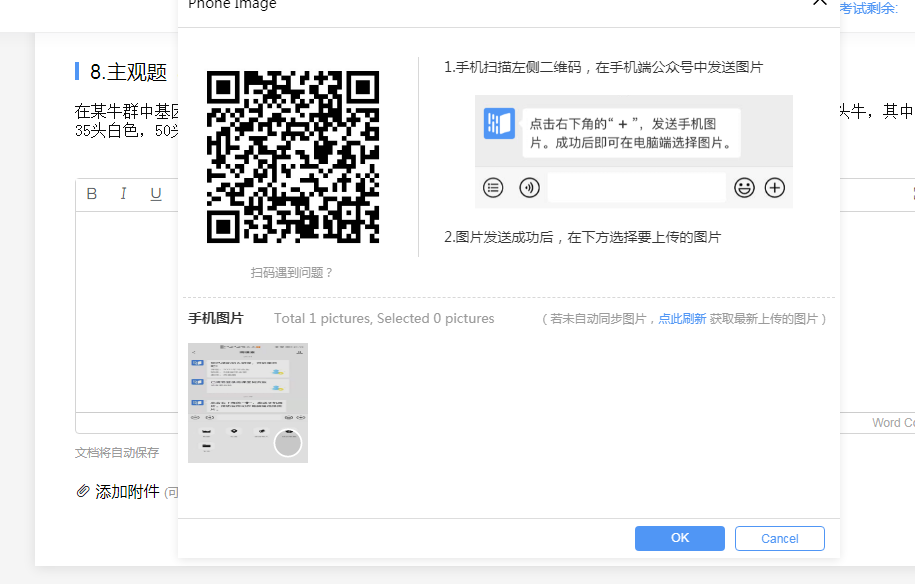 Phone Image
考试剩余:
8.主观题
在某牛群中基因
头牛，其中
35头白色，50头
B I U
1.手机扫描左侧二维码，在手机端公众号中发送图片
点击右下角的“ + ”，发送手机图
片。成功后即可在电脑端选择图片。
2.图片发送成功后，在下方选择要上传的图片
扫码遇到问题？
手机图片 Total 1 pictures, Selected 0 pictures （若未自动同步图片，点此刷新 获取最新上传的图片）
Word Co
文档将自动保存
添加附件 (可
OK Cancel